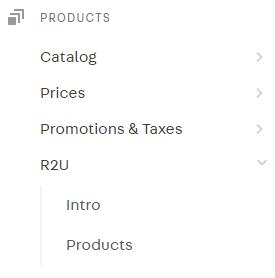 PRODUCTS
Catalog
Prices
Promotions & Taxes
R2U
Intro
Products